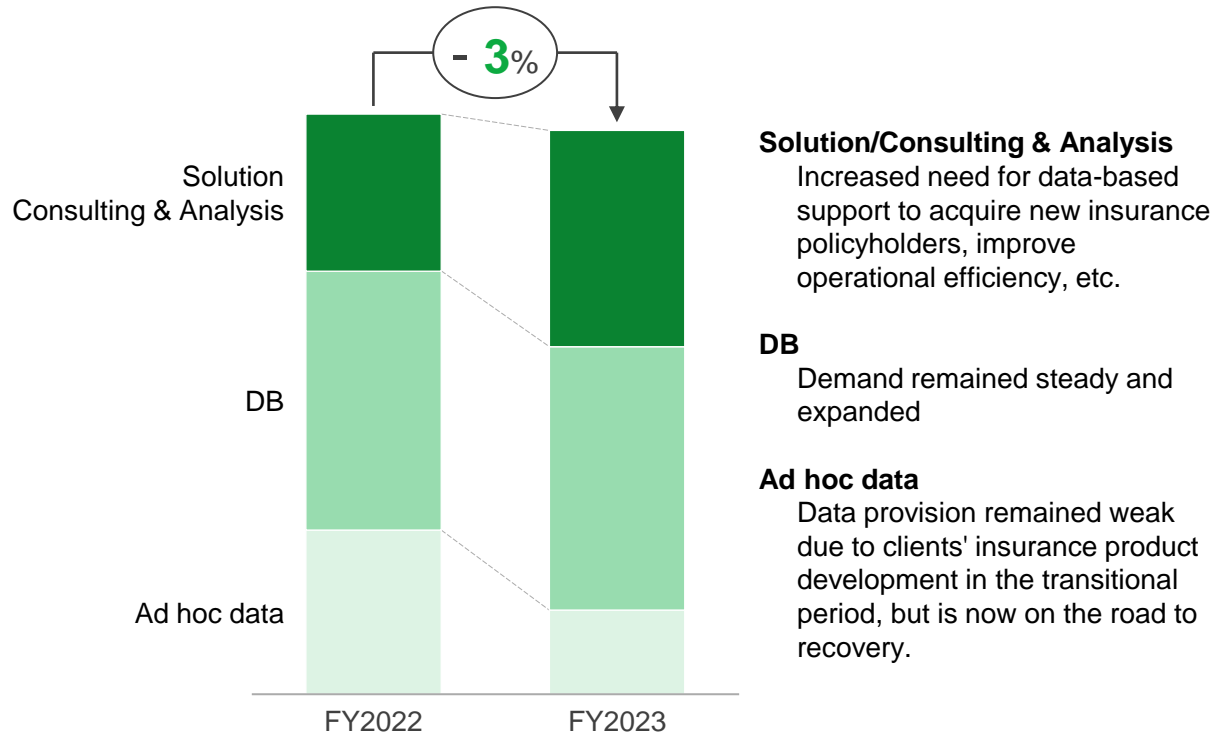 - 3%
Solution
Consulting & Analysis
DB
Ad hoc data
FY2022
FY2023
Solution/Consulting & Analysis
Increased need for data-based
support to acquire new insurance
policyholders, improve
operational efficiency, etc.
DB
Demand remained steady and
expanded
Ad hoc data
Data provision remained weak
due to clients' insurance product
development in the transitional
period, but is now on the road to
recovery.